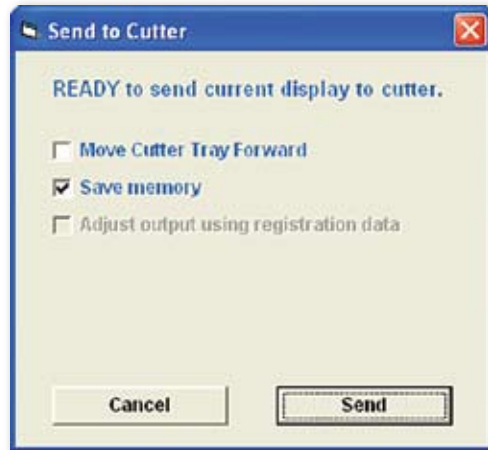 Send to Cutter
READY to send current display to cutter.
Move Cutter Tray Forward
Save memory
Adjust output using registration data
Cancel Send